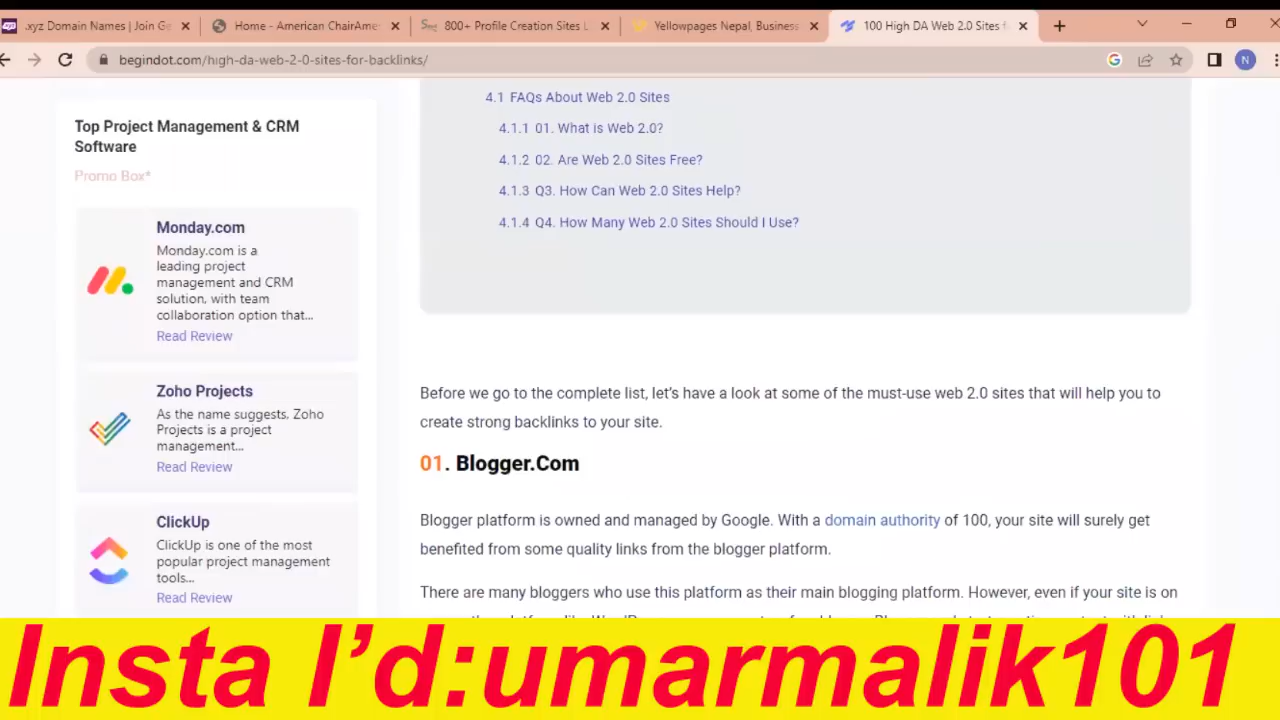 .xyz Domain Names | Join Ge
Home - American ChairAme
800+ Profile Creation Sites L
Yellowpages Nepal, Business
100 High DA Web 2.0 Sites f
begindot.com/high-da-web-2-0-sites-for-backlinks/
N
Top Project Management & CRM
Software
Promo Box*
Monday.com
Monday.com is a
leading project
management and CRM
solution, with team
collaboration option that...
Read Review
Zoho Projects
As the name suggests, Zoho
Projects is a project
management...
Read Review
ClickUp
ClickUp is one of the most
popular project management
tools...
Read Review
4.1 FAQs About Web 2.0 Sites
4.1.1 01. What is Web 2.0?
4.1.2 02. Are Web 2.0 Sites Free?
4.1.3 Q3. How Can Web 2.0 Sites Help?
4.1.4 Q4. How Many Web 2.0 Sites Should I Use?
Before we go to the complete list, let's have a look at some of the must-use web 2.0 sites that will help you to
create strong backlinks to your site.
01. Blogger.Com
Blogger platform is owned and managed by Google. With a domain authority of 100, your site will surely get
benefited from some quality links from the blogger platform.
There are many bloggers who use this platform as their main blogging platform. However, even if your site is on
Insta I'd:umarmalik101